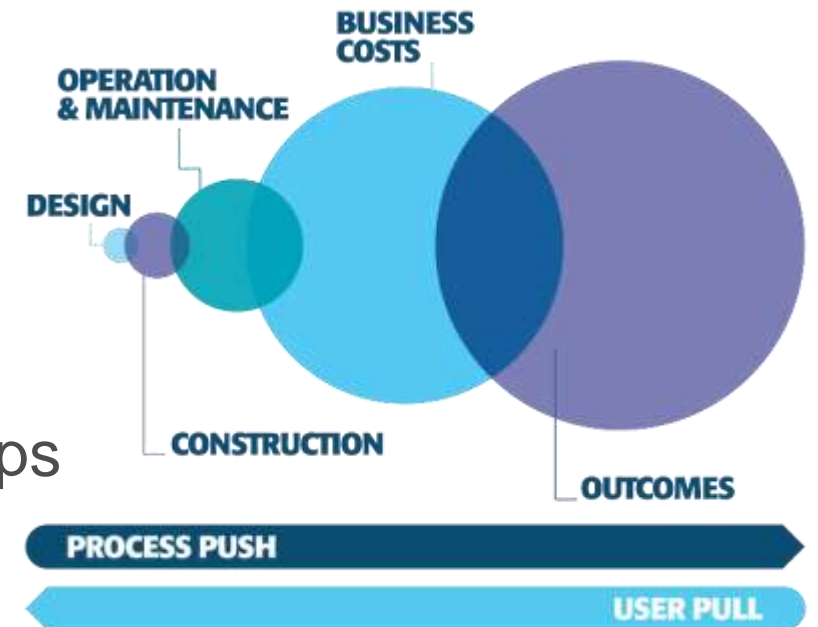 BUSINESS
COSTS
OPERATION
& MAINTENANCE
DESIGN
CONSTRUCTION
ps
OUTCOMES
PROCESS PUSH
USER PULL